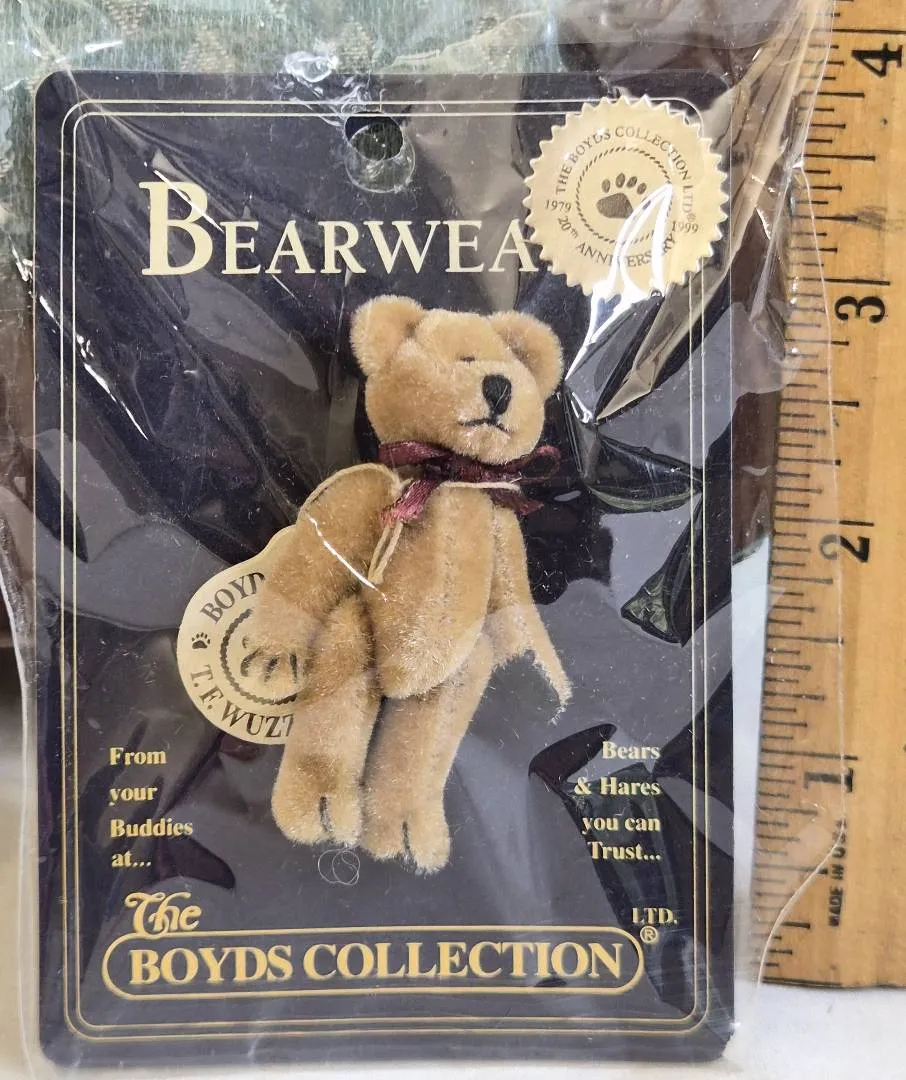 THE BOYDS COLLECTION LTD®
1979 1999
20th ANNIVERSARY
BEARWEA
BOYD
T.F. WUZZ
From
your
Buddies
at...
Bears
& Hares
you can
Trust...
The
BOYDS COLLECTION
LTD.
®
4
3
2
1
MADE IN U.S.A.